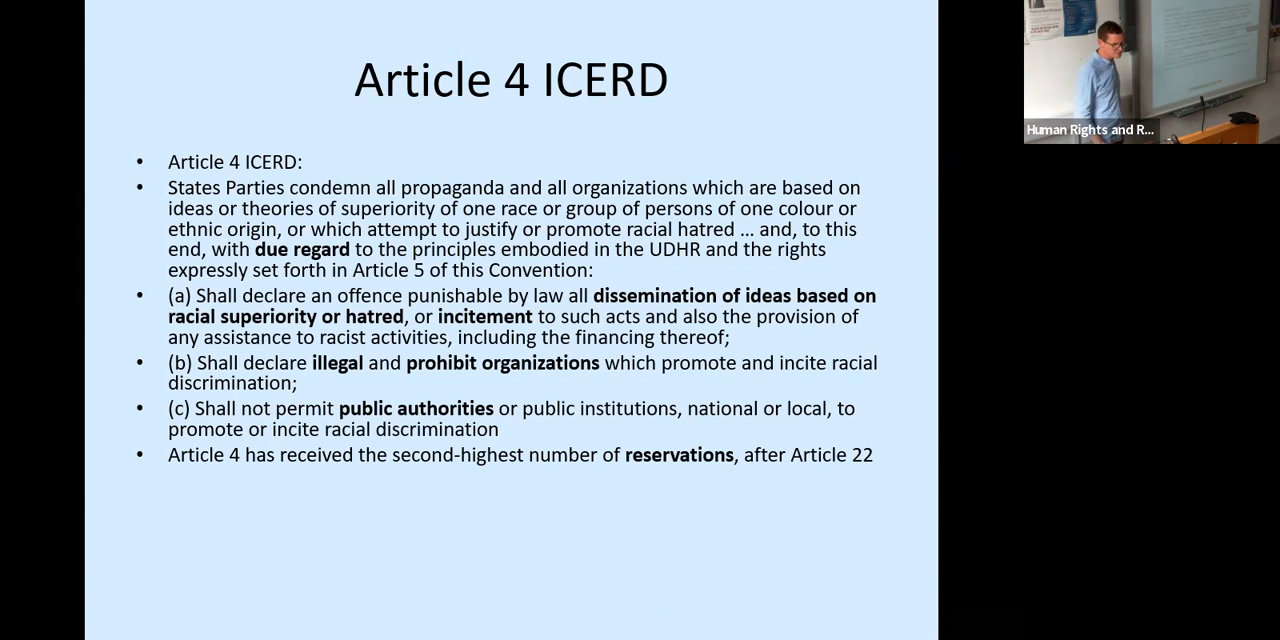 Article 4 ICERD
• Article 4 ICERD:
• States Parties condemn all propaganda and all organizations which are based on
ideas or theories of superiority of one race or group of persons of one colour or
ethnic origin, or which attempt to justify or promote racial hatred … and, to this
end, with due regard to the principles embodied in the UDHR and the rights
expressly set forth in Article 5 of this Convention:
• (a) Shall declare an offence punishable by law all dissemination of ideas based on
racial superiority or hatred, or incitement to such acts and also the provision of
any assistance to racist activities, including the financing thereof;
• (b) Shall declare illegal and prohibit organizations which promote and incite racial
discrimination;
• (c) Shall not permit public authorities or public institutions, national or local, to
promote or incite racial discrimination
• Article 4 has received the second-highest number of reservations, after Article 22
Human Rights and R...